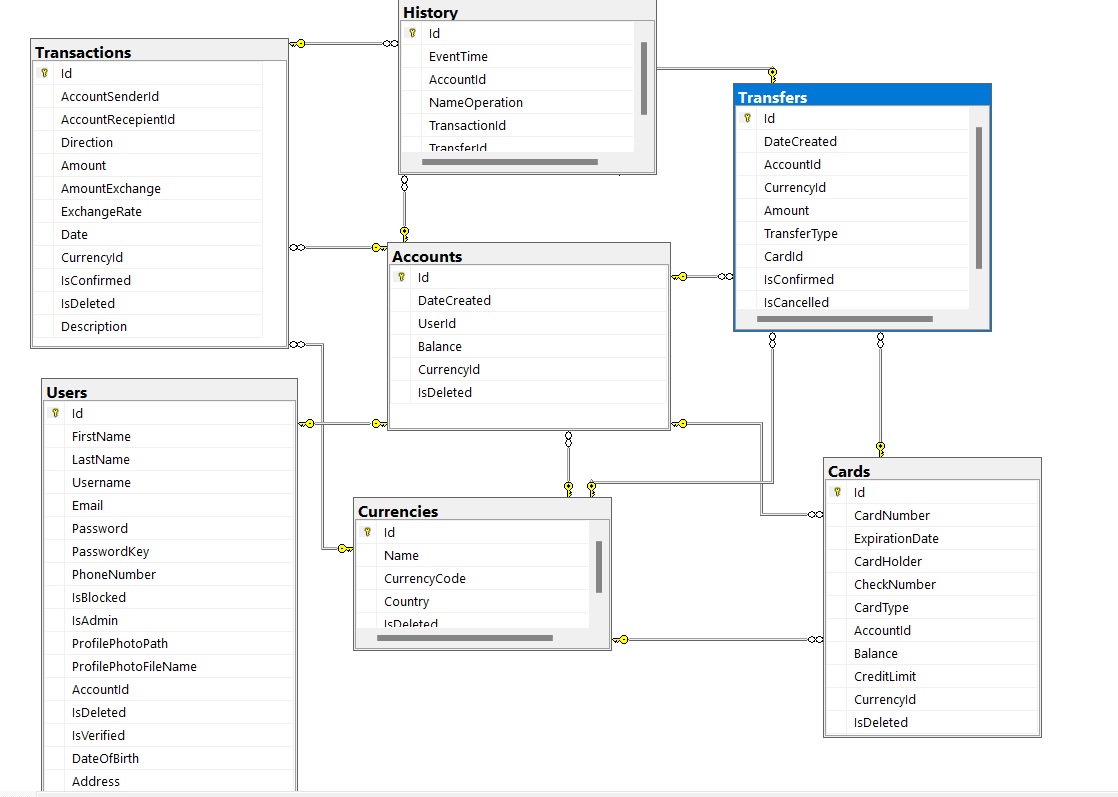 History
Id
EventTime
AccountId
NameOperation
TransactionId
TransferId
Transactions
Id
AccountSenderId
AccountRecepientId
Direction
Amount
AmountExchange
ExchangeRate
Date
CurrencyId
IsConfirmed
IsDeleted
Description
Transfers
Id
DateCreated
AccountId
CurrencyId
Amount
TransferType
CardId
IsConfirmed
IsCancelled
Accounts
Id
DateCreated
UserId
Balance
CurrencyId
IsDeleted
Users
Id
FirstName
LastName
Username
Email
Password
PasswordKey
PhoneNumber
IsBlocked
IsAdmin
ProfilePhotoPath
ProfilePhotoFileName
AccountId
IsDeleted
IsVerified
DateOfBirth
Address
Currencies
Id
Name
CurrencyCode
Country
IsDeleted
Cards
Id
CardNumber
ExpirationDate
CardHolder
CheckNumber
CardType
AccountId
Balance
CreditLimit
CurrencyId
IsDeleted